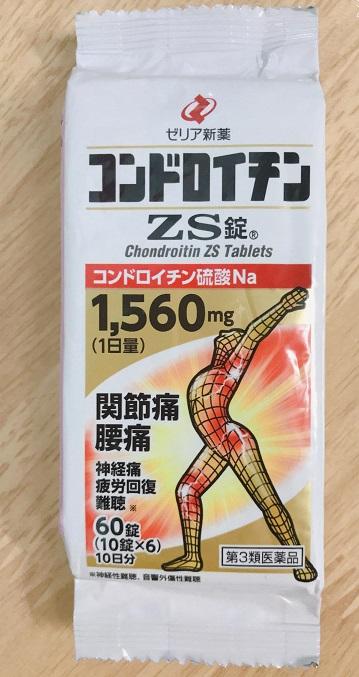 ゼリア新薬
コンドロイチン
ZS錠®
Chondroitin ZS Tablets
コンドロイチン硫酸Na
1,560mg
(1日量)
関節痛
腰痛
神経痛
疲労回復
難聴※
60錠
(10錠×6)
10日分
第3類医薬品
※神経性難聴、音響外傷性難聴